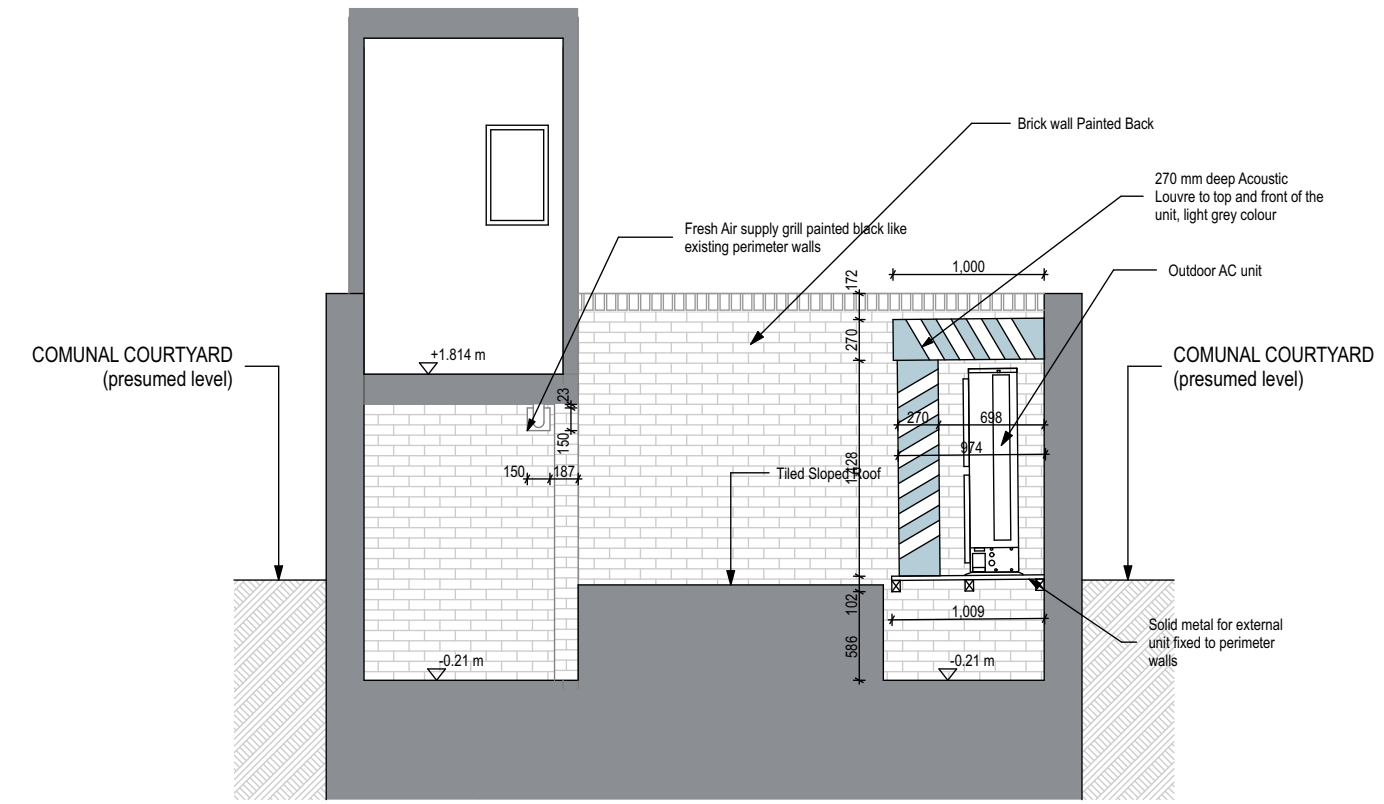 Brick wall Painted Back
270 mm deep Acoustic
Louvre to top and front of the
unit, light grey colour
Fresh Air supply grill painted black like
existing perimeter walls
Outdoor AC unit
1,000
172
270
+1.814 m
COMUNAL COURTYARD
(presumed level)
COMUNAL COURTYARD
(presumed level)
23
150
150
187
270
698
974
1,428
Tiled Sloped Roof
102
1,009
586
Solid metal for external
unit fixed to perimeter
walls
-0.21 m
-0.21 m